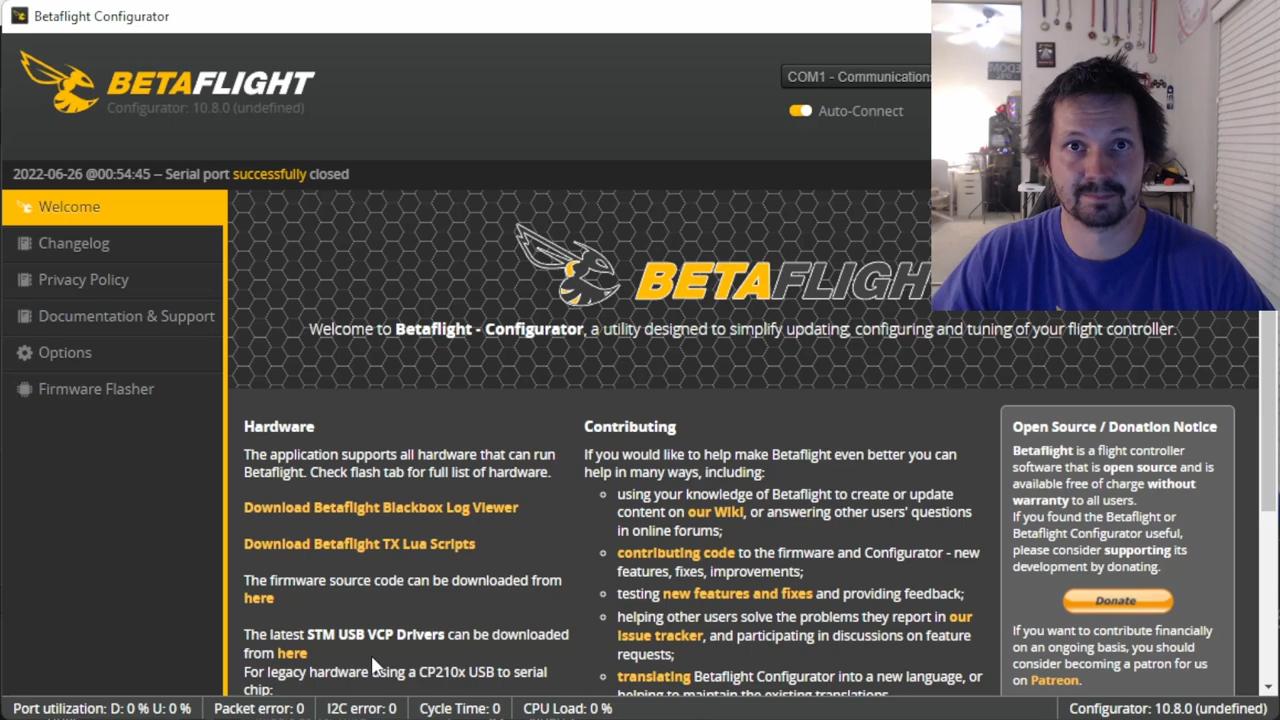 Betaflight Configurator
BETAFLIGHT
Configurator: 10.8.0 (undefined)
COM1 - Communications
Auto-Connect
2022-06-26 @00:54:45 -- Serial port successfully closed
Welcome
Changelog
Privacy Policy
Documentation & Support
Options
Firmware Flasher
BETAFLIGH
Welcome to Betaflight - Configurator, a utility designed to simplify updating, configuring and tuning of your flight controller.
Hardware
The application supports all hardware that can run
Betaflight. Check flash tab for full list of hardware.
Download Betaflight Blackbox Log Viewer
Download Betaflight TX Lua Scripts
The firmware source code can be downloaded from
here
The latest STM USB VCP Drivers can be downloaded
from here
For legacy hardware using a CP210x USB to serial
chip:
Contributing
If you would like to help make Betaflight even better you can
help in many ways, including:
using your knowledge of Betaflight to create or update
content on our Wiki, or answering other users' questions
in online forums;
contributing code to the firmware and Configurator - new
features, fixes, improvements;
testing new features and fixes and providing feedback;
helping other users solve the problems they report in our
issue tracker, and participating in discussions on feature
requests;
translating Betaflight Configurator into a new language, or
helping to maintain the existing translations
Open Source / Donation Notice
Betaflight is a flight controller
software that is open source and is
available free of charge without
warranty to all users.
If you found the Betaflight or
Betaflight Configurator useful,
please consider supporting its
development by donating.
Donate
If you want to contribute financially
on an ongoing basis, you should
consider becoming a patron for us
on Patreon.
Port utilization: D: 0 % U: 0 %
Packet error: 0
I2C error: 0
Cycle Time: 0
CPU Load: 0 %
Configurator: 10.8.0 (undefined)